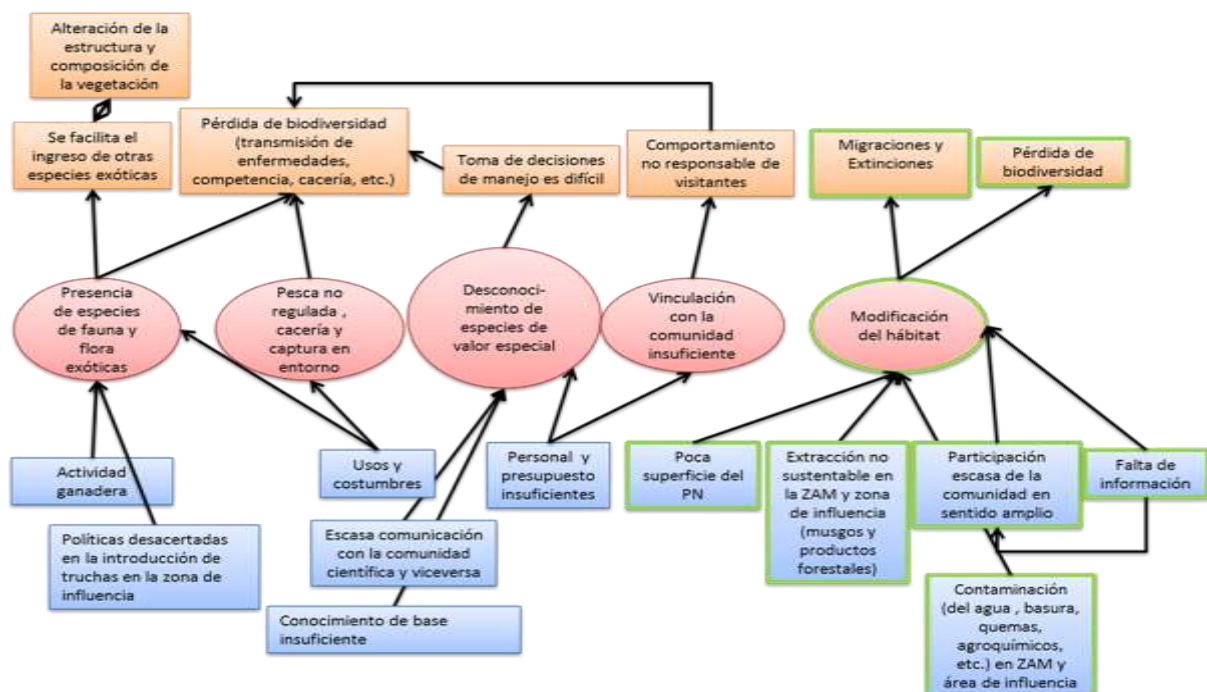 Alteración de la
estructura y
composición de
la vegetación
Se facilita el
ingreso de otras
especies exóticas
Pérdida de biodiversidad
(transmisión de
enfermedades,
competencia, cacería, etc.)
Toma de decisiones
de manejo es difícil
Comportamiento
no responsable de
visitantes
Migraciones y
Extinciones
Pérdida de
biodiversidad
Presencia
de especies
de fauna y
flora
exóticas
Pesca no
regulada ,
cacería y
captura en
entorno
Desconoci-
miento de
especies de
valor especial
Vinculación
con la
comunidad
insuficiente
Modificación
del hábitat
Actividad
ganadera
Usos y
costumbres
Personal y
presupuesto
insuficientes
Poca
superficie del
PN
Extracción no
sustentable en
la ZAM y zona
de influencia
(musgos y
productos
forestales)
Participación
escasa de la
comunidad en
sentido amplio
Falta de
información
Políticas desacertadas
en la introducción de
truchas en la zona de
influencia
Escasa comunicación
con la comunidad
científica y viceversa
Conocimiento de base
insuficiente
Contaminación
(del agua , basura,
quemas,
agroquímicos,
etc.) en ZAM y
área de influencia